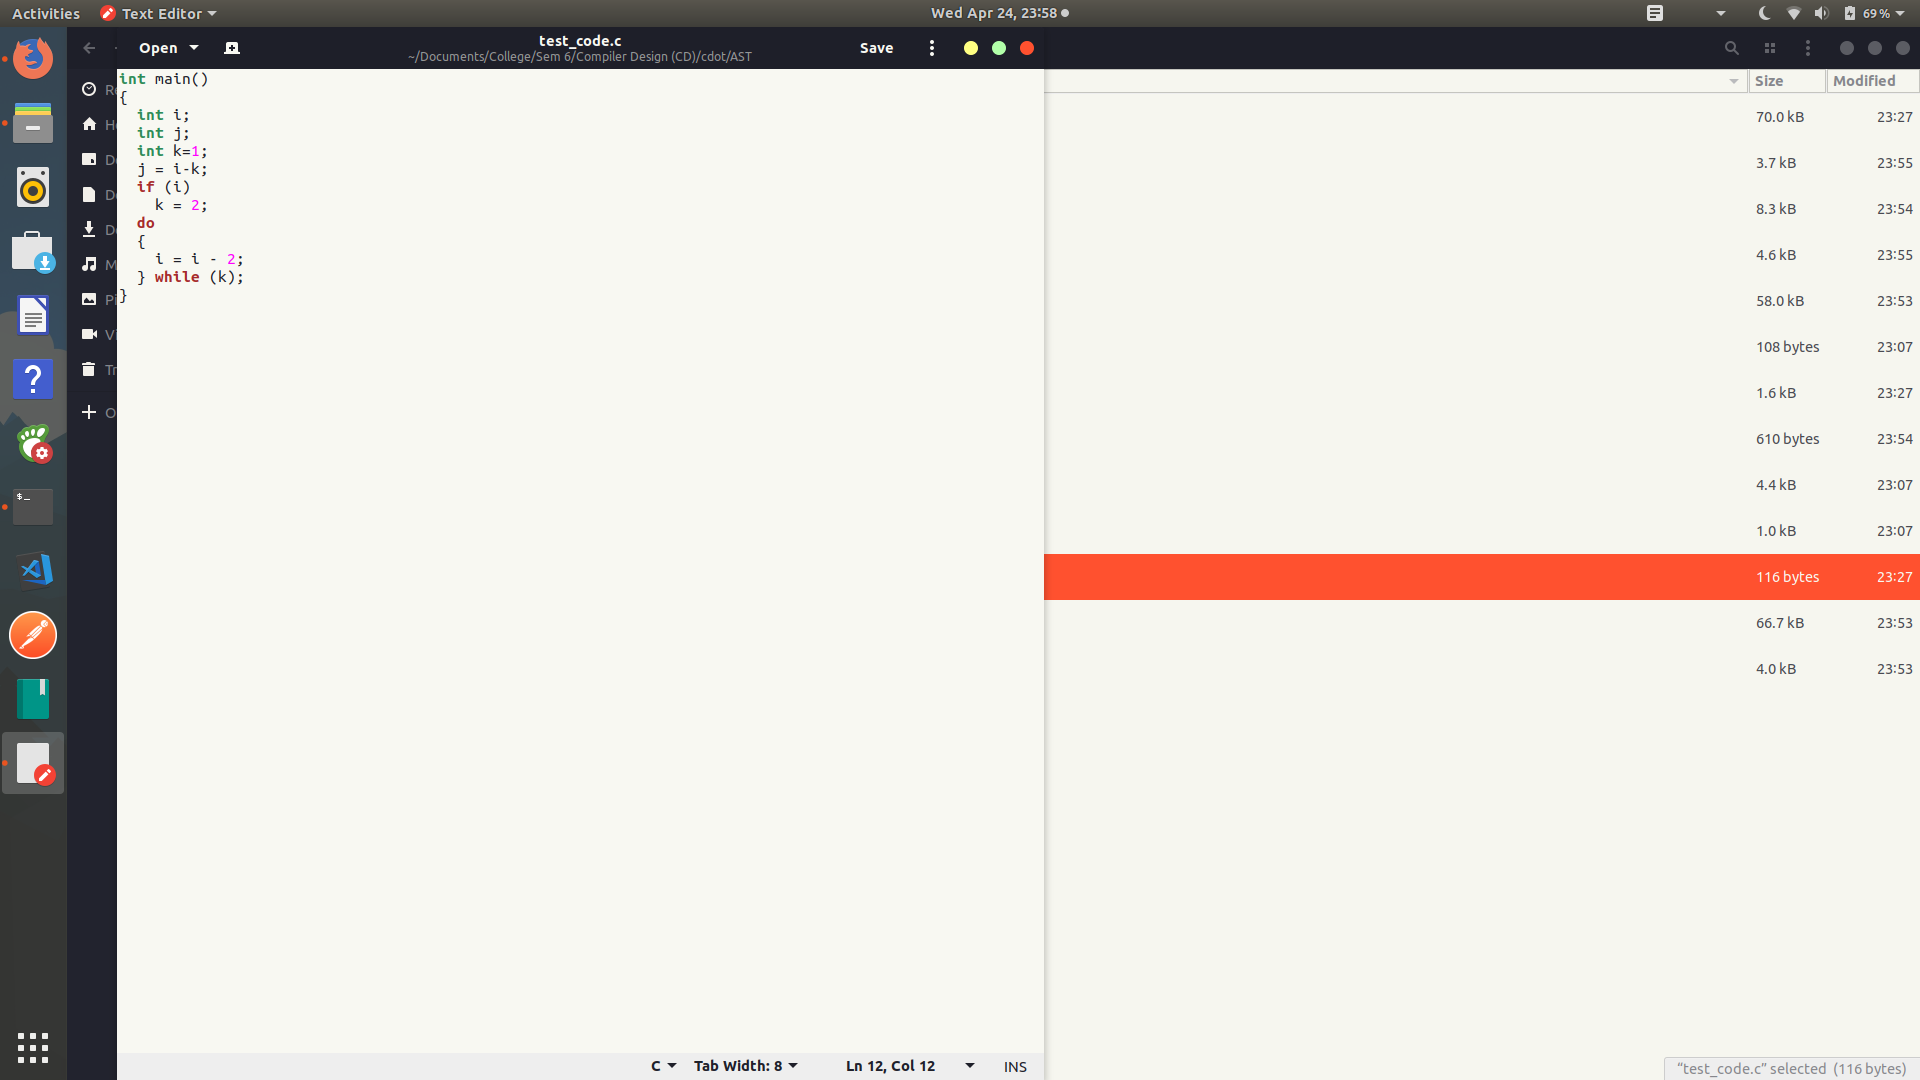 Activities Text Editor Wed Apr 24, 23:58 69 %
Open test_code.c Save
~/Documents/College/Sem 6/Compiler Design (CD)/cdot/AST
int main()
{
  int i;
  int j;
  int k=1;
  j = i-k;
  if (i)
    k = 2;
  do
  {
    i = i - 2;
  } while (k);
}
C Tab Width: 8 Ln 12, Col 12 INS
Size Modified
70.0 kB 23:27
3.7 kB 23:55
8.3 kB 23:54
4.6 kB 23:55
58.0 kB 23:53
108 bytes 23:07
1.6 kB 23:27
610 bytes 23:54
4.4 kB 23:07
1.0 kB 23:07
116 bytes 23:27
66.7 kB 23:53
4.0 kB 23:53
“test_code.c” selected (116 bytes)